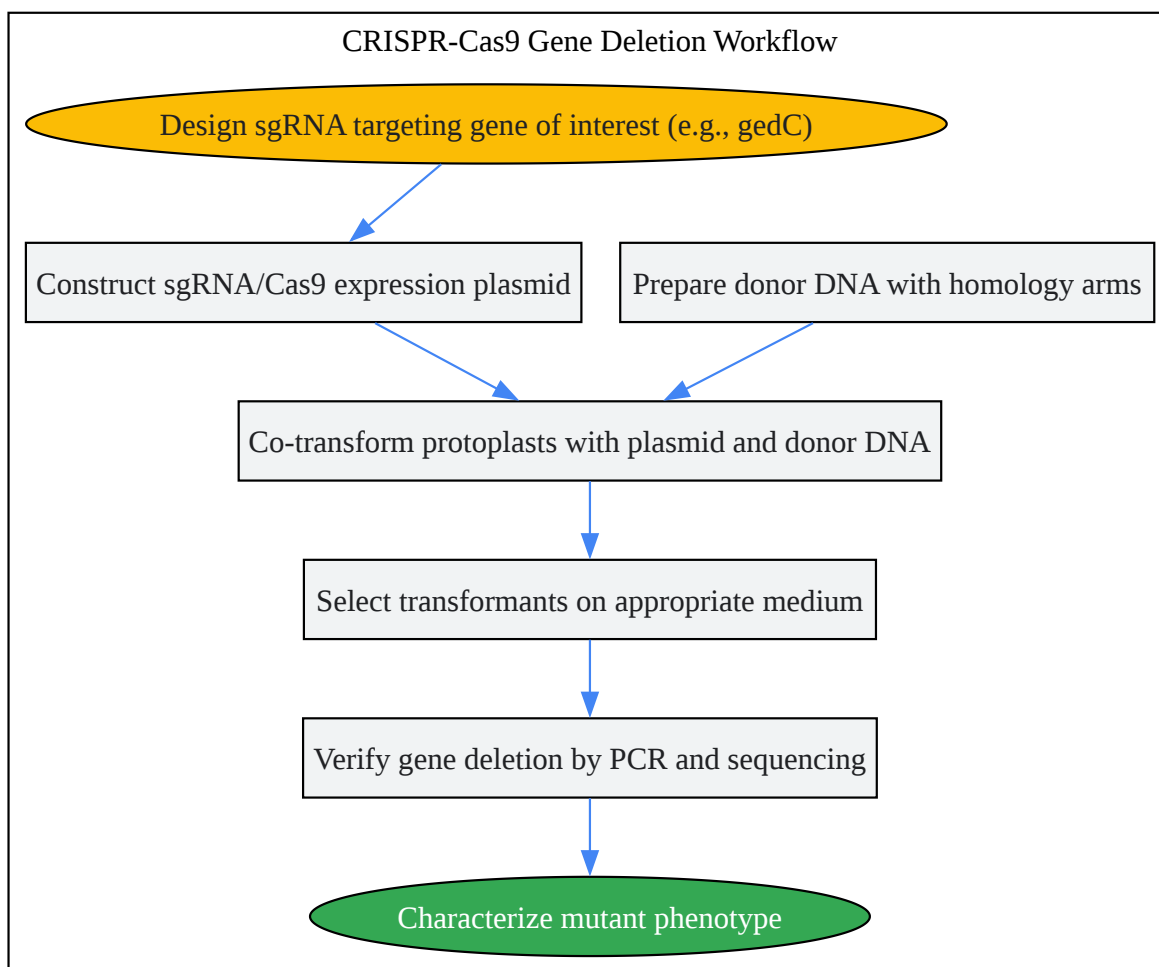 CRISPR-Cas9 Gene Deletion Workflow
Design sgRNA targeting gene of interest (e.g., gedC)
Construct sgRNA/Cas9 expression plasmid
Prepare donor DNA with homology arms
Co-transform protoplasts with plasmid and donor DNA
Select transformants on appropriate medium
Verify gene deletion by PCR and sequencing
Characterize mutant phenotype